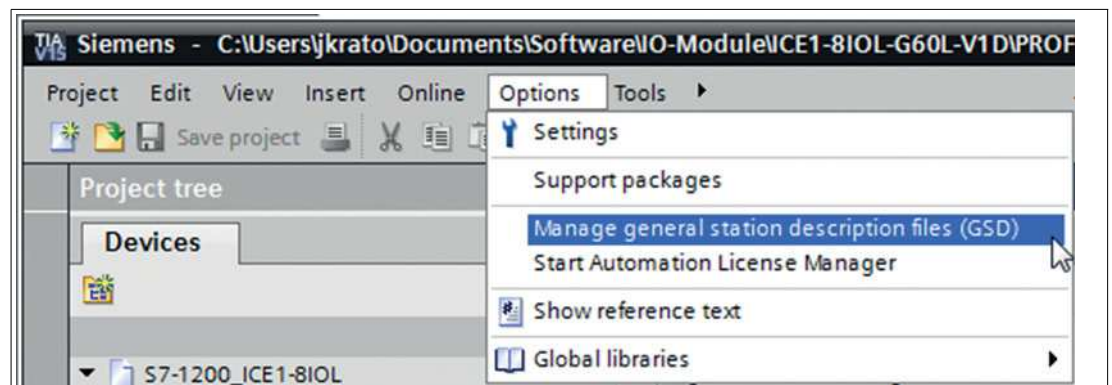 TIA V15 Siemens - C:\Users\jkrato\Documents\Software\IO-Module\ICE1-8IOL-G60L-V1D\PROF
Project Edit View Insert Online Options Tools
Save project
Settings
Support packages
Project tree
Manage general station description files (GSD)
Devices
Start Automation License Manager
Show reference text
Global libraries
S7-1200_ICE1-8IOL